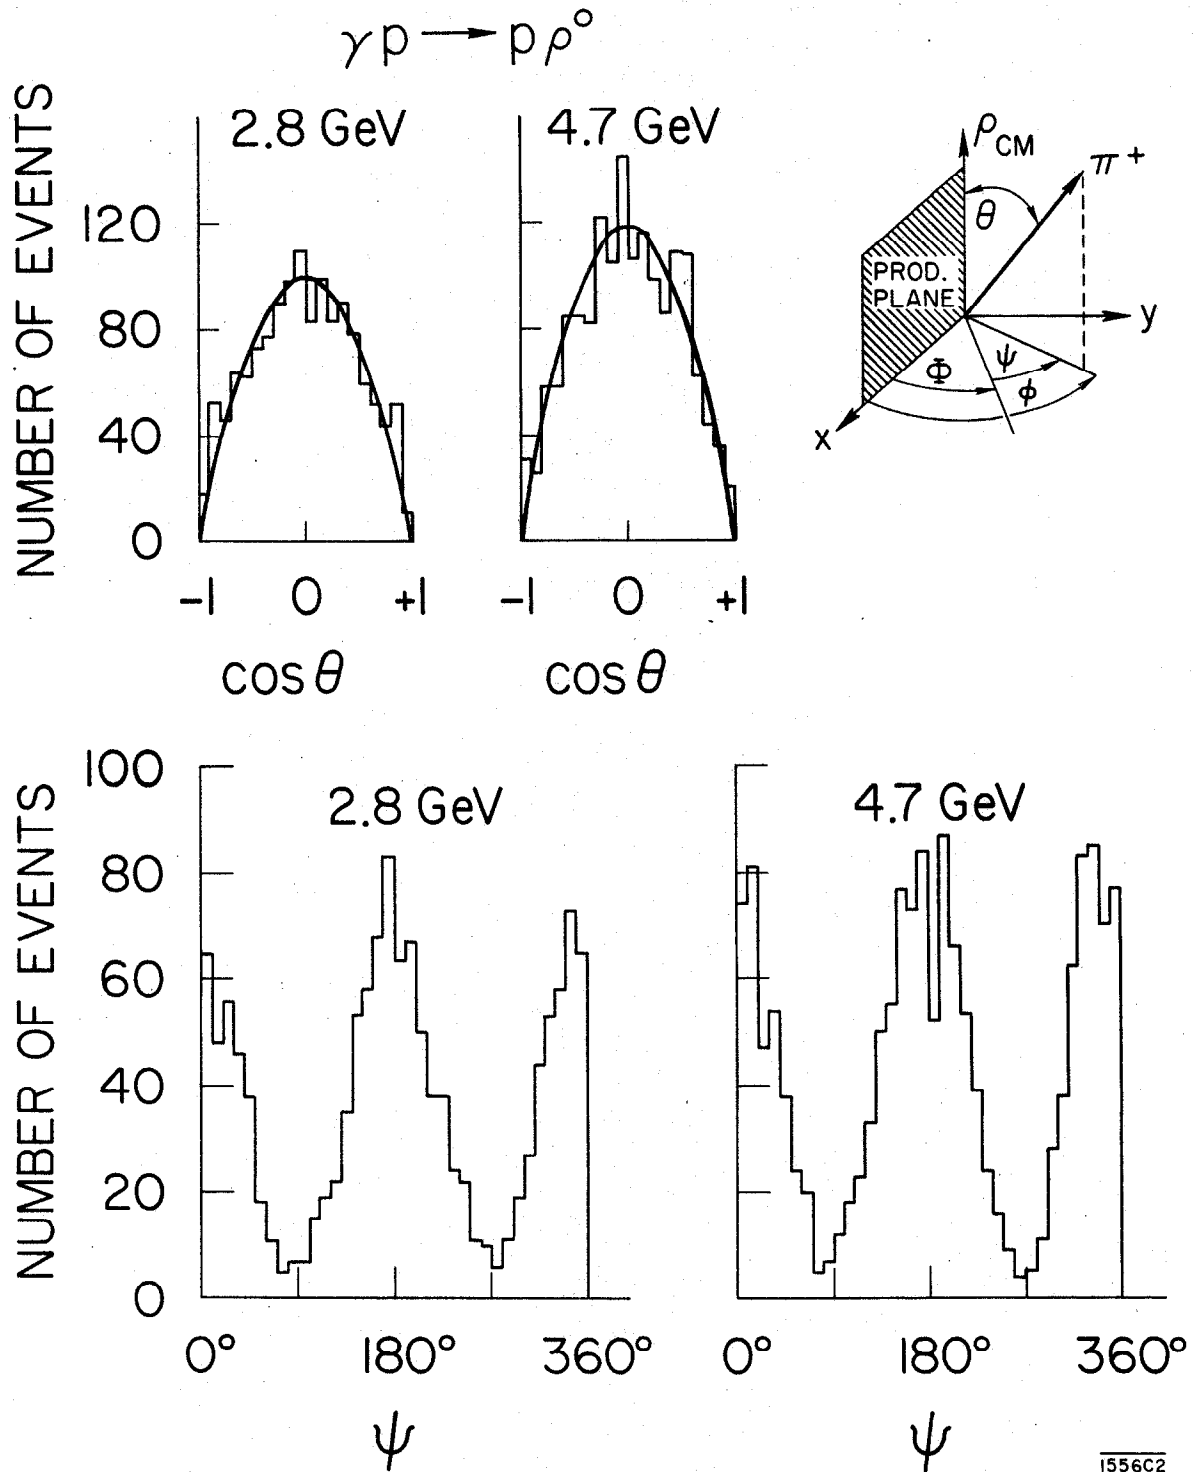 γp → pρ°
NUMBER OF EVENTS
2.8 GeV
4.7 GeV
120
80
40
0
-1 0 +1
-1 0 +1
cos θ
cos θ
ρCM
π+
θ
PROD.
PLANE
y
Φ
ψ
ϕ
x
NUMBER OF EVENTS
2.8 GeV
4.7 GeV
100
80
60
40
20
0
0° 180° 360°
0° 180° 360°
ψ
ψ
1556C2